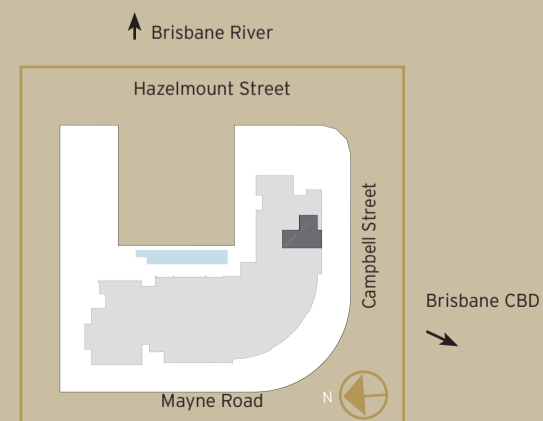 Brisbane River
Hazelmount Street
Campbell Street
Brisbane CBD
Mayne Road
N